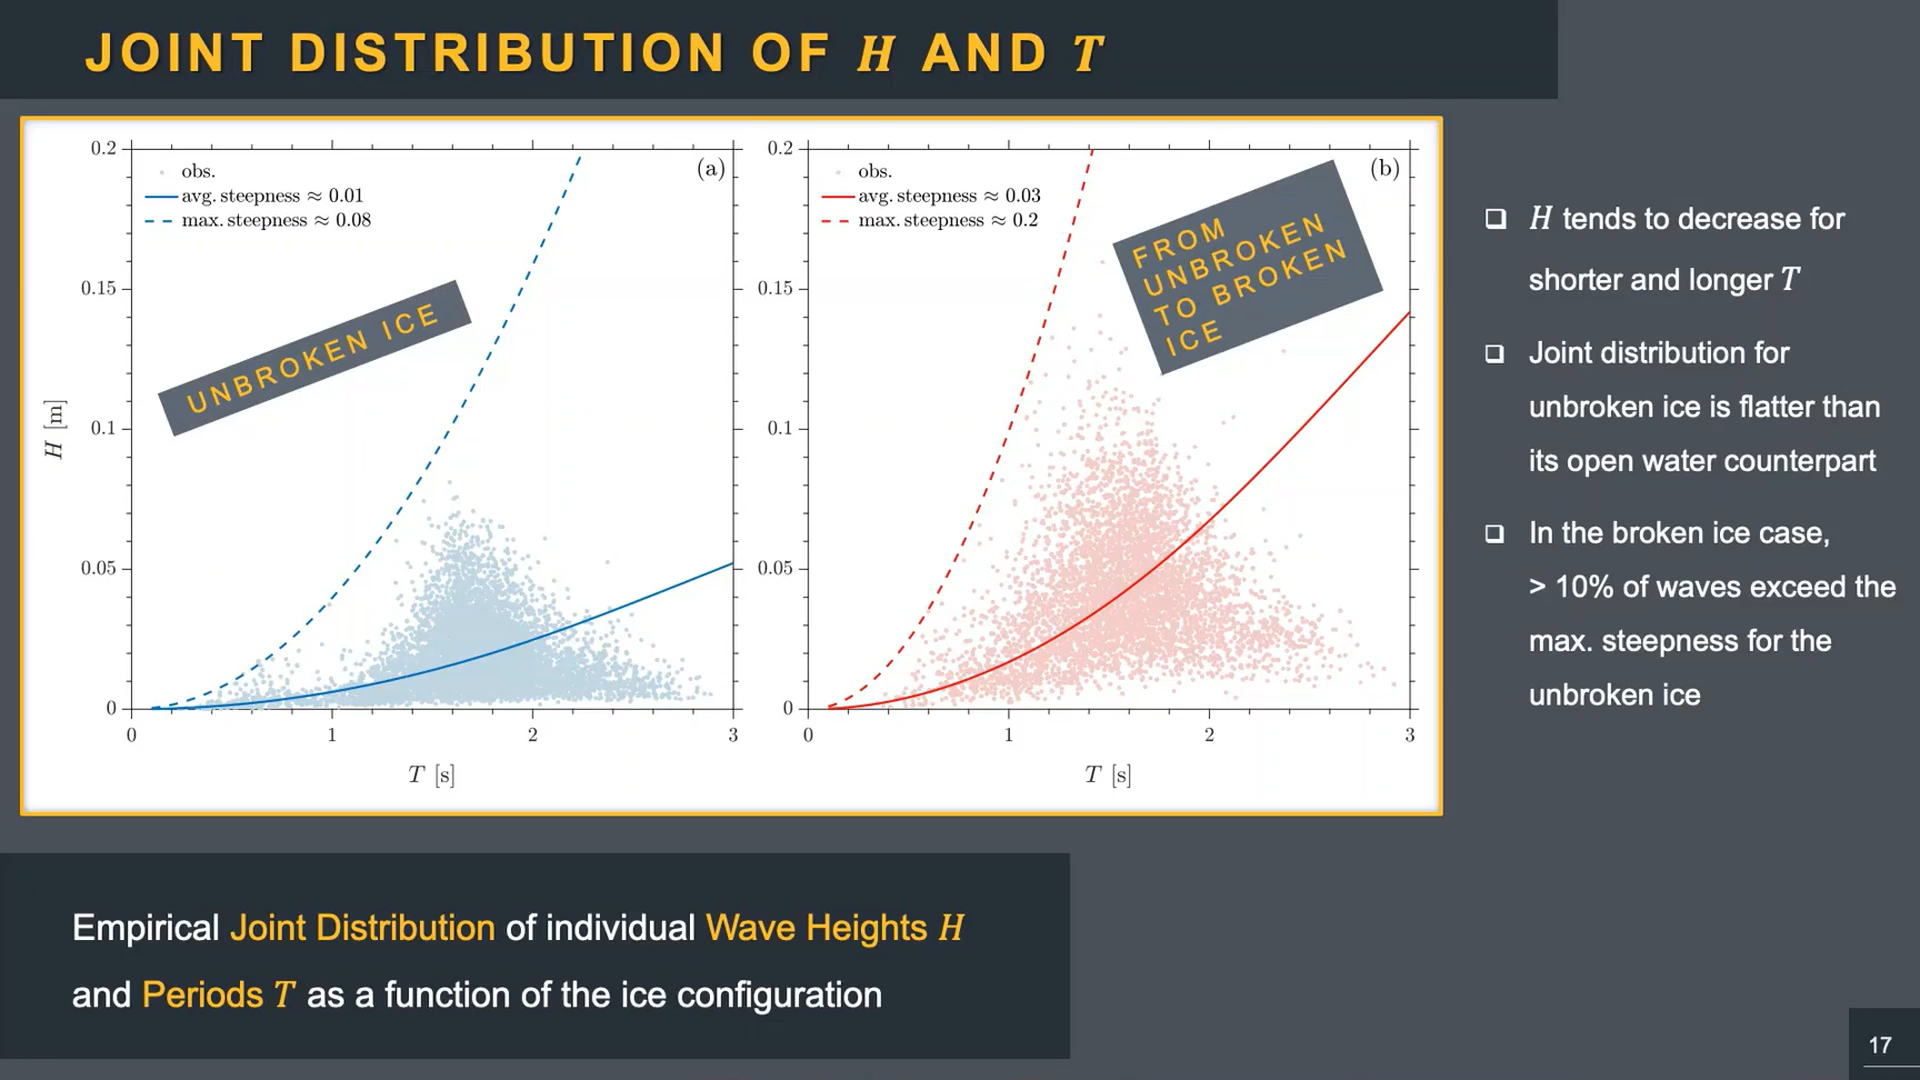 JOINT DISTRIBUTION OF H AND T
0.2
0.15
0.1
0.05
0
H [m]
obs.
avg. steepness ≈ 0.01
max. steepness ≈ 0.08
(a)
UNBROKEN ICE
0 1 2 3
T [s]
0.2
0.15
0.1
0.05
0
obs.
avg. steepness ≈ 0.03
max. steepness ≈ 0.2
(b)
FROM
UNBROKEN
TO BROKEN
ICE
0 1 2 3
T [s]
❑ H tends to decrease for
shorter and longer T
❑ Joint distribution for
unbroken ice is flatter than
its open water counterpart
❑ In the broken ice case,
> 10% of waves exceed the
max. steepness for the
unbroken ice
Empirical Joint Distribution of individual Wave Heights H
and Periods T as a function of the ice configuration
17